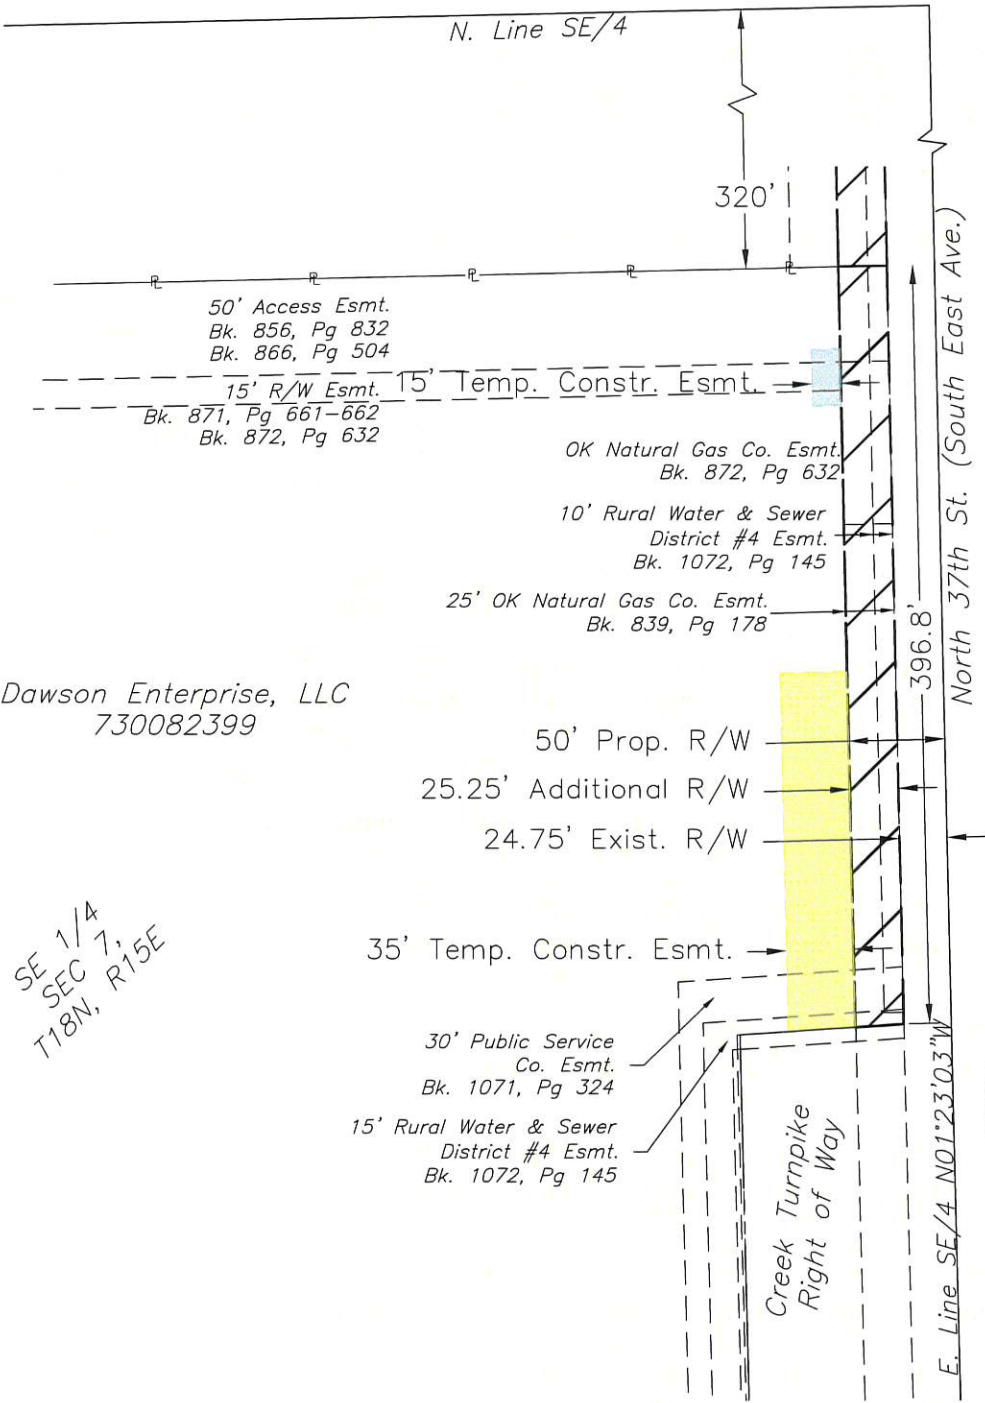 N. Line SE/4
320'
North 37th St. (South East Ave.)
50' Access Esmt.
Bk. 856, Pg 832
Bk. 866, Pg 504
15' R/W Esmt.
Bk. 871, Pg 661-662
Bk. 872, Pg 632
15' Temp. Constr. Esmt.
OK Natural Gas Co. Esmt.
Bk. 872, Pg 632
10' Rural Water & Sewer
District #4 Esmt.
Bk. 1072, Pg 145
25' OK Natural Gas Co. Esmt.
Bk. 839, Pg 178
396.8'
Dawson Enterprise, LLC
730082399
50' Prop. R/W
25.25' Additional R/W
24.75' Exist. R/W
35' Temp. Constr. Esmt.
SE 1/4
SEC 7,
T18N, R15E
30' Public Service
Co. Esmt.
Bk. 1071, Pg 324
15' Rural Water & Sewer
District #4 Esmt.
Bk. 1072, Pg 145
Creek Turnpike
Right of Way
E. Line SE/4 N01°23'03"W